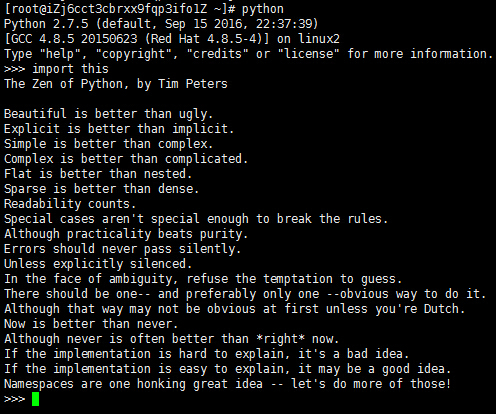 [root@iZj6cct3cbrxx9fqp3ifo1Z ~]# python
Python 2.7.5 (default, Sep 15 2016, 22:37:39)
[GCC 4.8.5 20150623 (Red Hat 4.8.5-4)] on linux2
Type "help", "copyright", "credits" or "license" for more information.
>>> import this
The Zen of Python, by Tim Peters

Beautiful is better than ugly.
Explicit is better than implicit.
Simple is better than complex.
Complex is better than complicated.
Flat is better than nested.
Sparse is better than dense.
Readability counts.
Special cases aren't special enough to break the rules.
Although practicality beats purity.
Errors should never pass silently.
Unless explicitly silenced.
In the face of ambiguity, refuse the temptation to guess.
There should be one-- and preferably only one --obvious way to do it.
Although that way may not be obvious at first unless you're Dutch.
Now is better than never.
Although never is often better than *right* now.
If the implementation is hard to explain, it's a bad idea.
If the implementation is easy to explain, it may be a good idea.
Namespaces are one honking great idea -- let's do more of those!
>>>